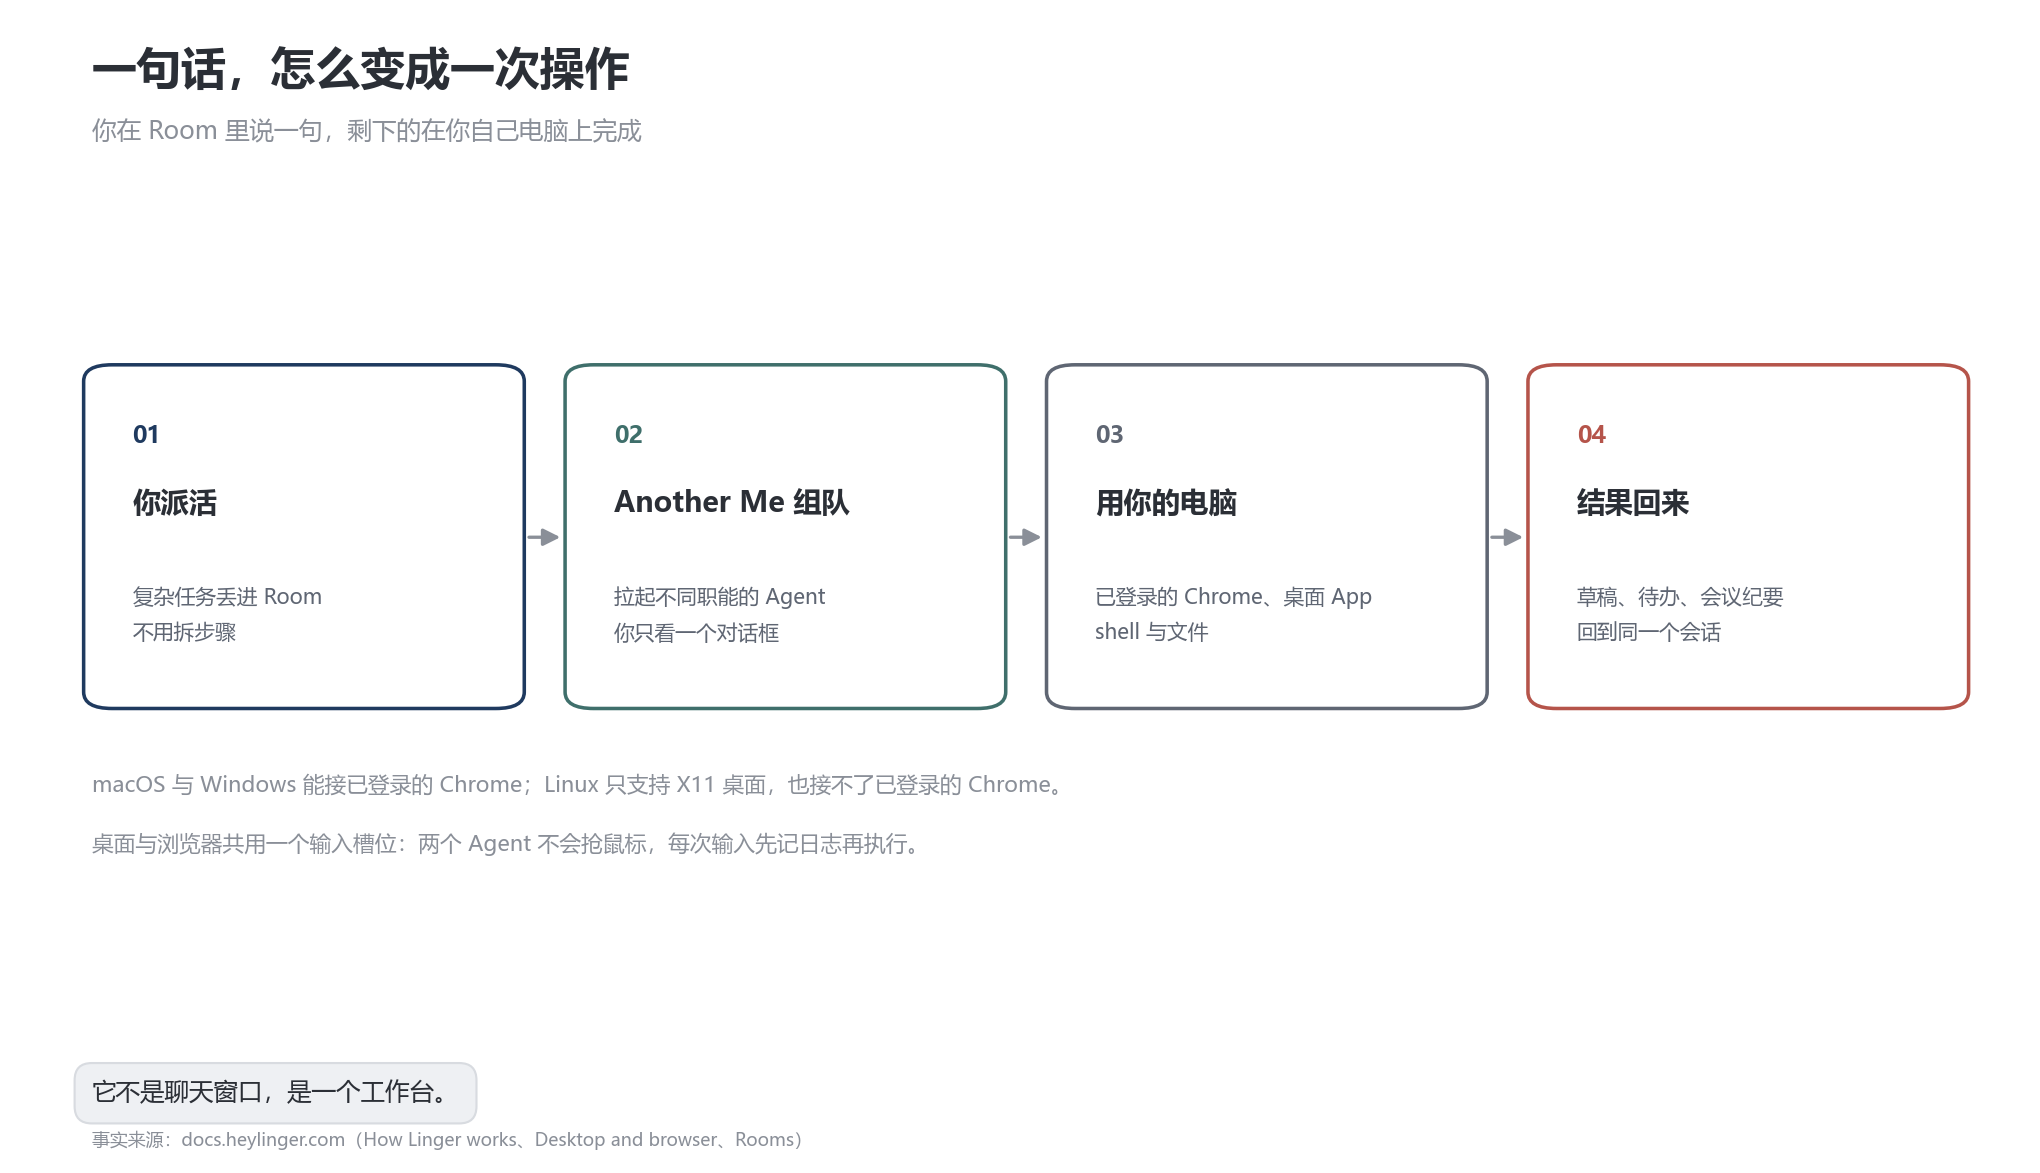 一句话，怎么变成一次操作
你在 Room 里说一句，剩下的在你自己电脑上完成
01
你派活
复杂任务丢进 Room
不用拆步骤
02
Another Me 组队
拉起不同职能的 Agent
你只看一个对话框
03
用你的电脑
已登录的 Chrome、桌面 App
shell 与文件
04
结果回来
草稿、待办、会议纪要
回到同一个会话
macOS 与 Windows 能接已登录的 Chrome；Linux 只支持 X11 桌面，也接不了已登录的 Chrome。
桌面与浏览器共用一个输入槽位：两个 Agent 不会抢鼠标，每次输入先记日志再执行。
它不是聊天窗口，是一个工作台。
事实来源：docs.heylinger.com（How Linger works、Desktop and browser、Rooms）